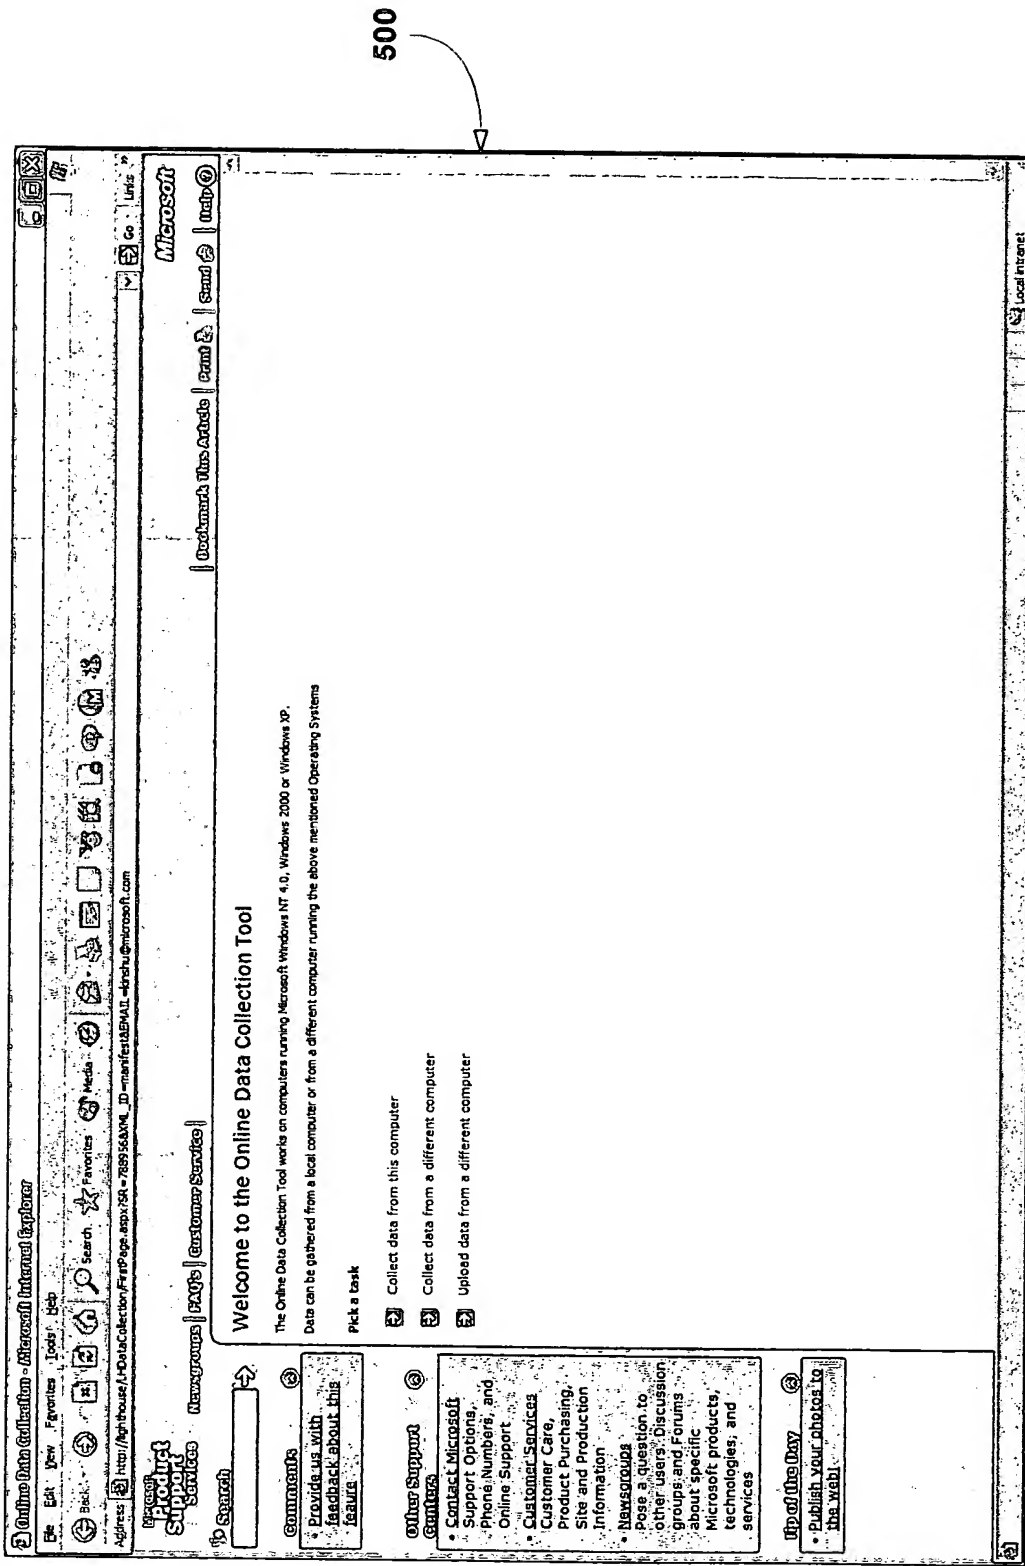 500
Online Data Collection - Microsoft Internet Explorer
File Edit View Favorites Tools Help
Back Search Favorites Media
Address http://lighthouse/LHDataCollection/FirstPage.aspx?SR=788956&XML_ID=manifest&EMAIL=kinshu@microsoft.com Go Links »
Microsoft
Product
Support
Services
Newsgroups | FAQ's | Customer Service |
Microsoft
| Bookmark This Article | Print | Send | Help
Search
Comments
• Provide us with
feedback about this
feaure
Other Support
Centers
• Contact Microsoft
Support Options,
Phone Numbers, and
Online Support
• Customer Services
Customer Care,
Product Purchasing,
Site and Production
Information
• Newsgroups
Pose a question to
other users. Discussion
groups and Forums
about specific
Microsoft products,
technologies, and
services
Tip of the Day
• Publish your photos to
the web!
Welcome to the Online Data Collection Tool
The Online Data Collection Tool works on computers running Microsoft Windows NT 4.0, Windows 2000 or Windows XP.
Data can be gathered from a local computer or from a different computer running the above mentioned Operating Systems
Pick a task
Collect data from this computer
Collect data from a different computer
Upload data from a different computer
Local intranet